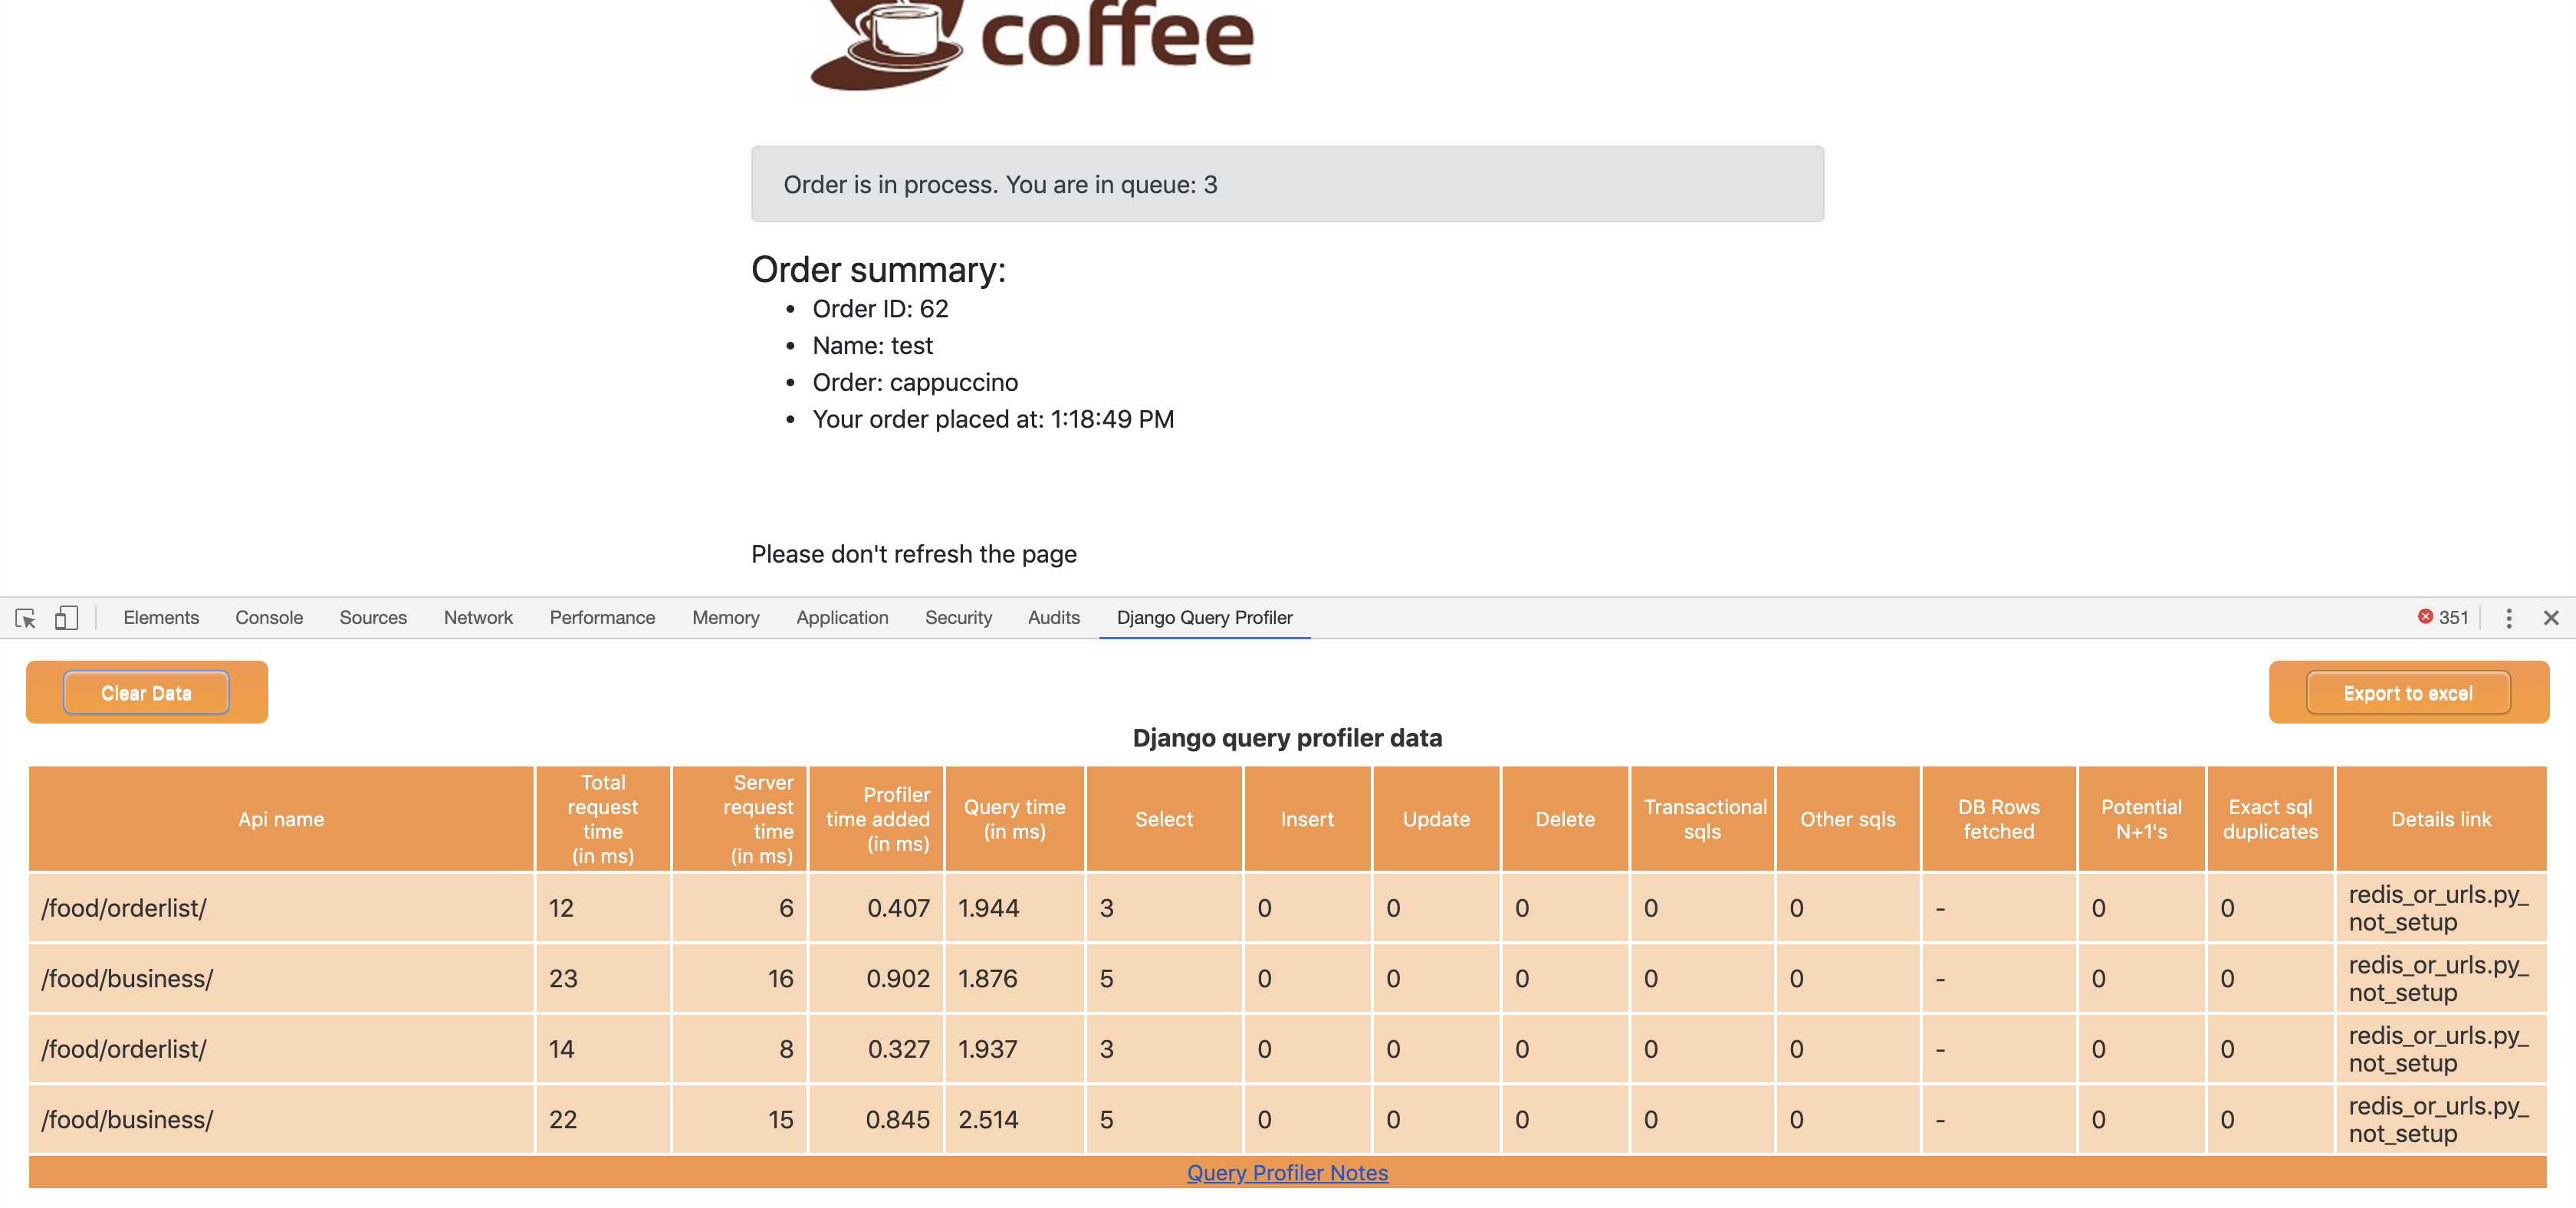 coffee
Order is in process. You are in queue: 3
Order summary:
• Order ID: 62
• Name: test
• Order: cappuccino
• Your order placed at: 1:18:49 PM
Please don't refresh the page
Elements Console Sources Network Performance Memory Application Security Audits Django Query Profiler 351
Clear Data Export to excel
Django query profiler data
Api name Total request time (in ms) Server request time (in ms) Profiler time added (in ms) Query time (in ms) Select Insert Update Delete Transactional sqls Other sqls DB Rows fetched Potential N+1's Exact sql duplicates Details link
/food/orderlist/ 12 6 0.407 1.944 3 0 0 0 0 0 - 0 0 redis_or_urls.py_not_setup
/food/business/ 23 16 0.902 1.876 5 0 0 0 0 0 - 0 0 redis_or_urls.py_not_setup
/food/orderlist/ 14 8 0.327 1.937 3 0 0 0 0 0 - 0 0 redis_or_urls.py_not_setup
/food/business/ 22 15 0.845 2.514 5 0 0 0 0 0 - 0 0 redis_or_urls.py_not_setup
Query Profiler Notes